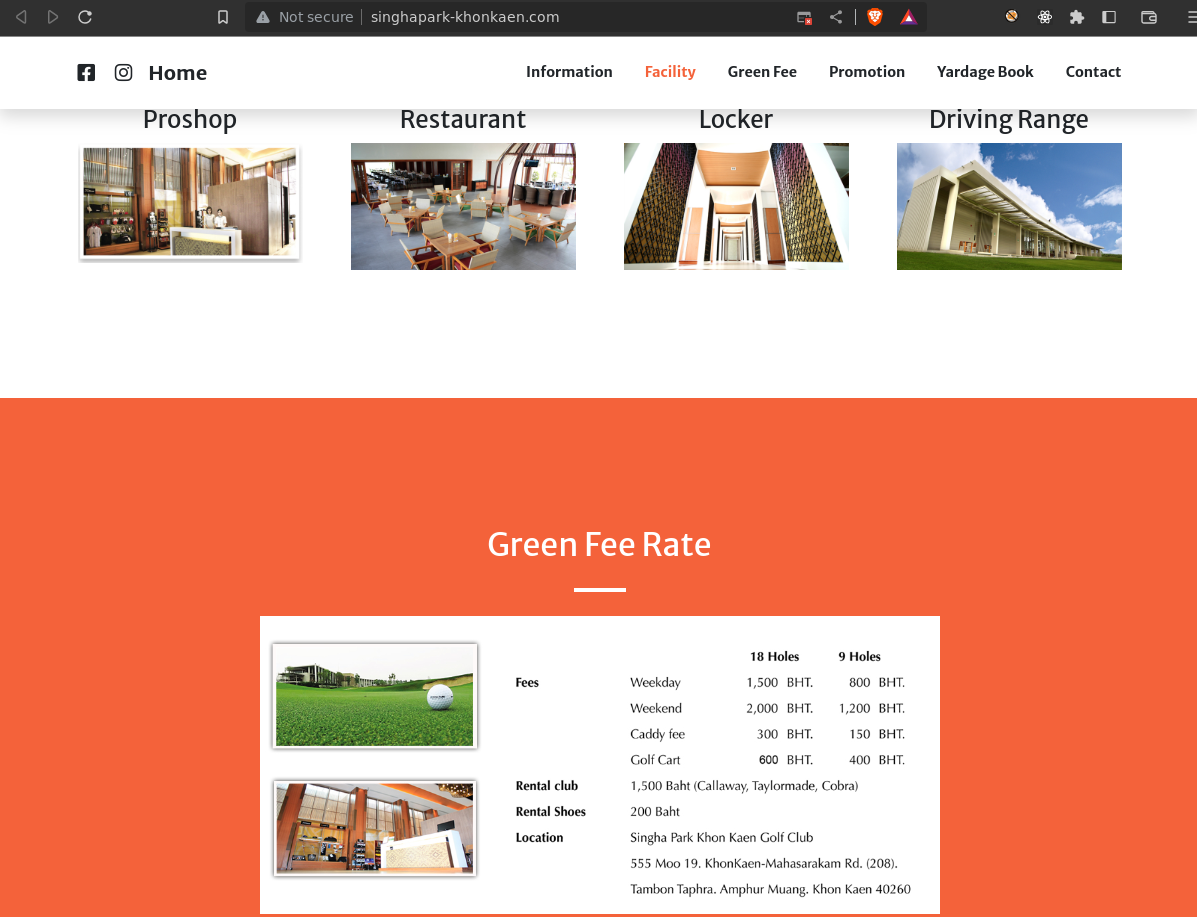 Not secure singhapark-khonkaen.com
Home Information Facility Green Fee Promotion Yardage Book Contact
Proshop Restaurant Locker Driving Range
Green Fee Rate
18 Holes 9 Holes
Fees Weekday 1,500 BHT. 800 BHT.
Weekend 2,000 BHT. 1,200 BHT.
Caddy fee 300 BHT. 150 BHT.
Golf Cart 600 BHT. 400 BHT.
Rental club 1,500 Baht (Callaway, Taylormade, Cobra)
Rental Shoes 200 Baht
Location Singha Park Khon Kaen Golf Club
555 Moo 19. KhonKaen-Mahasarakam Rd. (208).
Tambon Taphra. Amphur Muang. Khon Kaen 40260